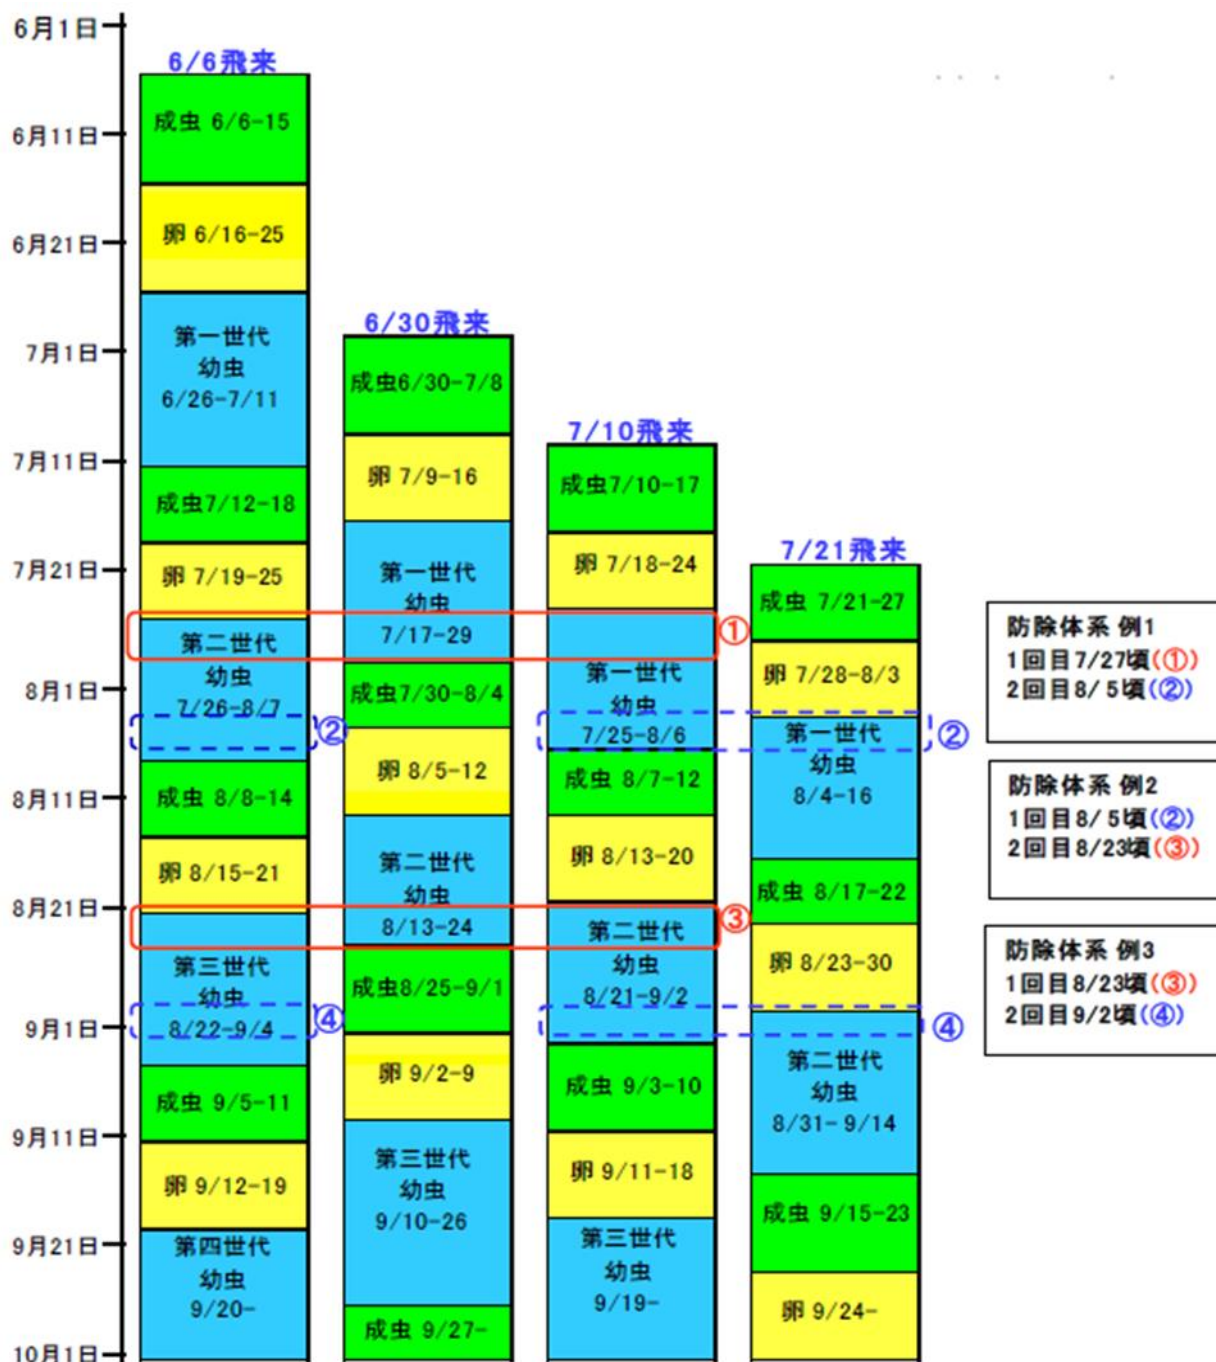 6月1日
6月11日
6月21日
7月1日
7月11日
7月21日
8月1日
8月11日
8月21日
9月1日
9月11日
9月21日
10月1日
6/6飛来
成虫 6/6-15
卵 6/16-25
第一世代
幼虫
6/26-7/11
成虫7/12-18
卵 7/19-25
第二世代
幼虫
7/26-8/7
②
成虫 8/8-14
卵 8/15-21
第三世代
幼虫
8/22-9/4
④
成虫 9/5-11
卵 9/12-19
第四世代
幼虫
9/20-
6/30飛来
成虫6/30-7/8
卵 7/9-16
第一世代
幼虫
7/17-29
成虫7/30-8/4
卵 8/5-12
第二世代
幼虫
8/13-24
成虫8/25-9/1
卵 9/2-9
第三世代
幼虫
9/10-26
成虫 9/27-
7/10飛来
成虫7/10-17
卵 7/18-24
①
第一世代
幼虫
7/25-8/6
成虫 8/7-12
卵 8/13-20
③
第二世代
幼虫
8/21-9/2
成虫 9/3-10
卵 9/11-18
第三世代
幼虫
9/19-
7/21飛来
成虫 7/21-27
卵 7/28-8/3
②
第一世代
幼虫
8/4-16
成虫 8/17-22
卵 8/23-30
④
第二世代
幼虫
8/31- 9/14
成虫 9/15-23
卵 9/24-
防除体系 例1
1回目7/27頃(①)
2回目8/ 5頃(②)
防除体系 例2
1回目8/ 5頃(②)
2回目8/23頃(③)
防除体系 例3
1回目8/23頃(③)
2回目9/2頃(④)